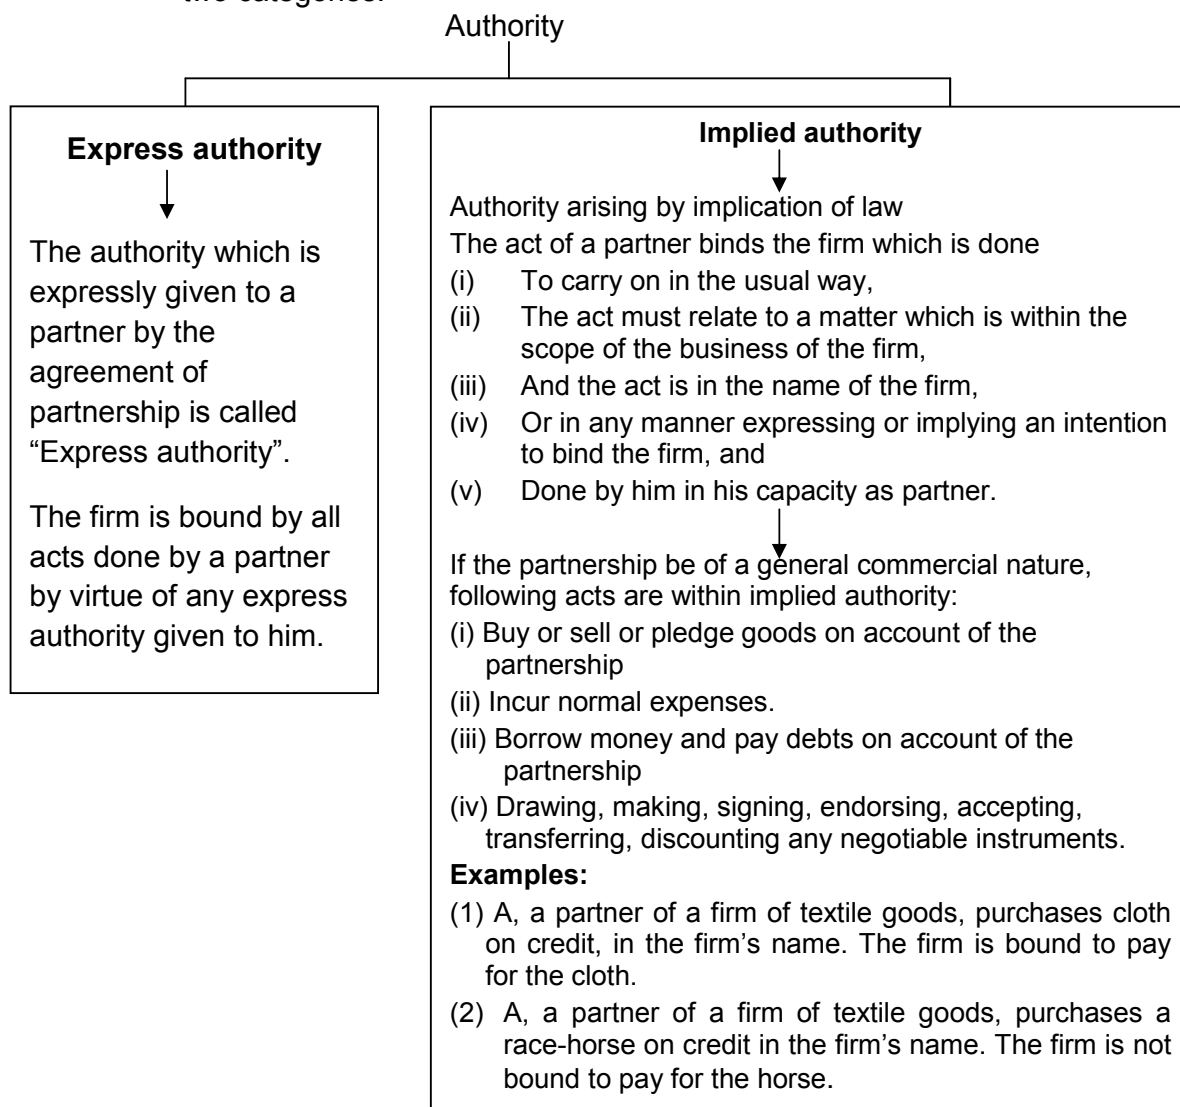 two categories.
Authority
Express authority
The authority which is
expressly given to a
partner by the
agreement of
partnership is called
“Express authority”.
The firm is bound by all
acts done by a partner
by virtue of any express
authority given to him.
Implied authority
Authority arising by implication of law
The act of a partner binds the firm which is done
(i) To carry on in the usual way,
(ii) The act must relate to a matter which is within the
scope of the business of the firm,
(iii) And the act is in the name of the firm,
(iv) Or in any manner expressing or implying an intention
to bind the firm, and
(v) Done by him in his capacity as partner.
If the partnership be of a general commercial nature,
following acts are within implied authority:
(i) Buy or sell or pledge goods on account of the
partnership
(ii) Incur normal expenses.
(iii) Borrow money and pay debts on account of the
partnership
(iv) Drawing, making, signing, endorsing, accepting,
transferring, discounting any negotiable instruments.
Examples:
(1) A, a partner of a firm of textile goods, purchases cloth
on credit, in the firm’s name. The firm is bound to pay
for the cloth.
(2) A, a partner of a firm of textile goods, purchases a
race-horse on credit in the firm’s name. The firm is not
bound to pay for the horse.